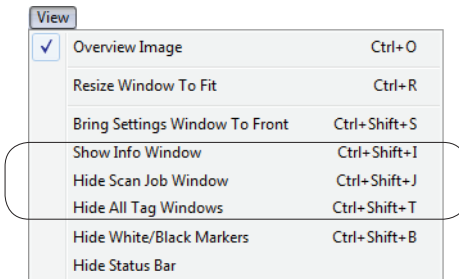 View
Overview Image Ctrl+O
Resize Window To Fit Ctrl+R
Bring Settings Window To Front Ctrl+Shift+S
Show Info Window Ctrl+Shift+I
Hide Scan Job Window Ctrl+Shift+J
Hide All Tag Windows Ctrl+Shift+T
Hide White/Black Markers Ctrl+Shift+B
Hide Status Bar